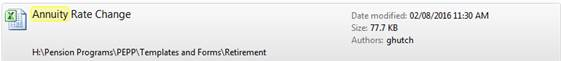 Annuity Rate Change
Date modified: 02/08/2016 11:30 AM
Size: 77.7 KB
Authors: ghutch
H:\Pension Programs\PEPP\Templates and Forms\Retirement